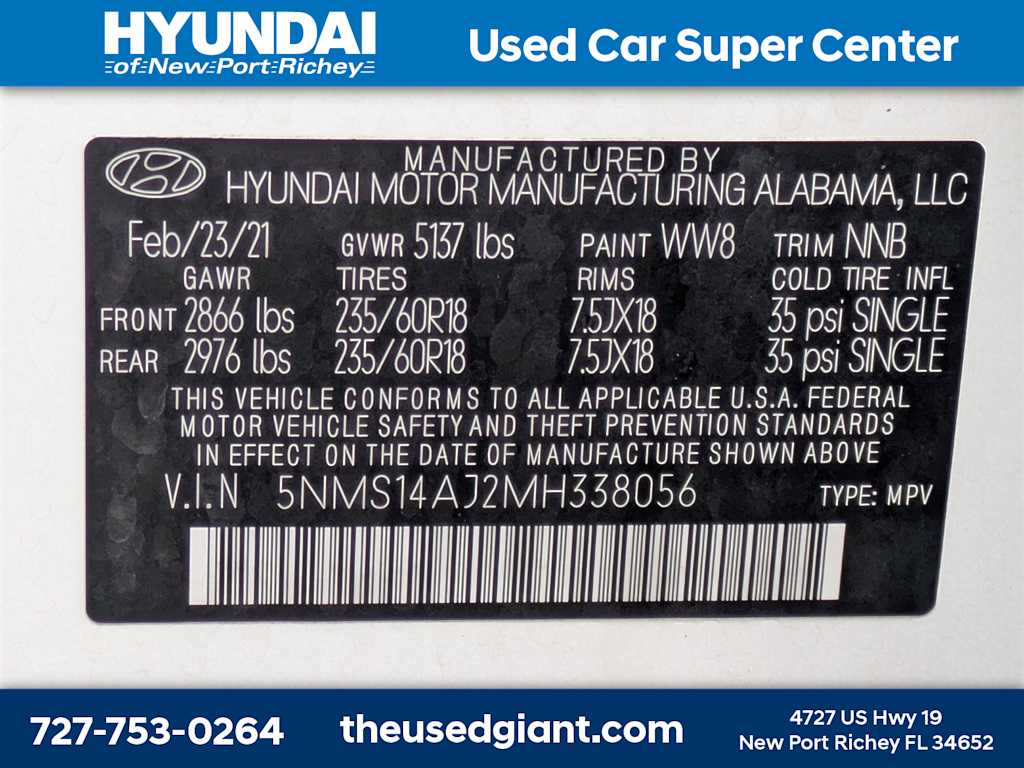 HYUNDAI
of New Port Richey
Used Car Super Center
MANUFACTURED BY
HYUNDAI MOTOR MANUFACTURING ALABAMA, LLC
Feb/23/21 GVWR 5137 lbs PAINT WW8 TRIM NNB
GAWR TIRES RIMS COLD TIRE INFL
FRONT 2866 lbs 235/60R18 7.5JX18 35 psi SINGLE
REAR 2976 lbs 235/60R18 7.5JX18 35 psi SINGLE
THIS VEHICLE CONFORMS TO ALL APPLICABLE U.S.A. FEDERAL
MOTOR VEHICLE SAFETY AND THEFT PREVENTION STANDARDS
IN EFFECT ON THE DATE OF MANUFACTURE SHOWN ABOVE
V.I.N 5NMS14AJ2MH338056 TYPE: MPV
727-753-0264
theusedgiant.com
4727 US Hwy 19
New Port Richey FL 34652